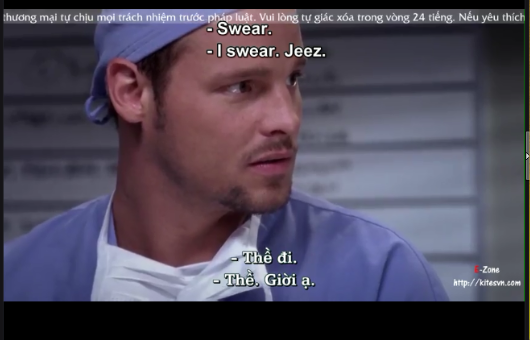 thương mại tự chịu mọi trách nhiệm trước pháp luật. Vui lòng tự giác xóa trong vòng 24 tiếng. Nếu yêu thích
- Swear.
- I swear. Jeez.
- Thề đi.
- Thề. Giời ạ.
-Zone
http://kitesvn.com